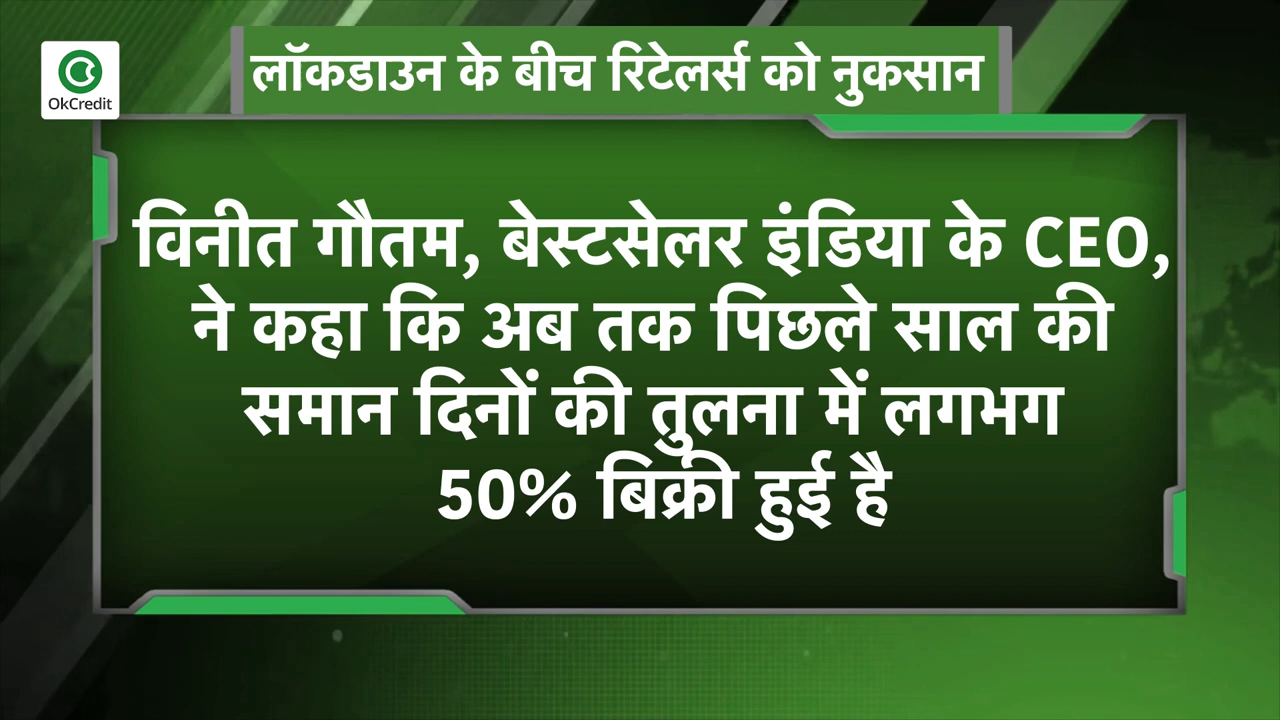 OkCredit
लॉकडाउन के बीच रिटेलर्स को नुकसान
विनीत गौतम, बेस्टसेलर इंडिया के CEO,
ने कहा कि अब तक पिछले साल की
समान दिनों की तुलना में लगभग
50% बिक्री हुई है